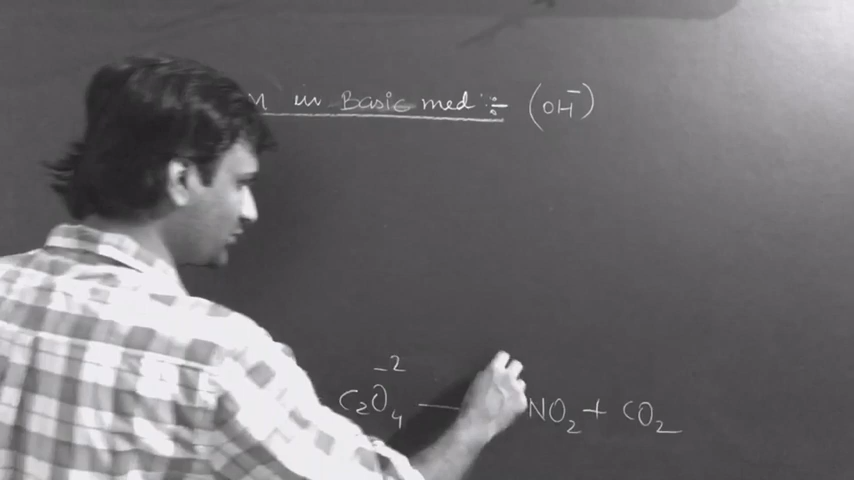 in Basic med :- (OH⁻)
C₂O₄⁻² — NO₂ + CO₂